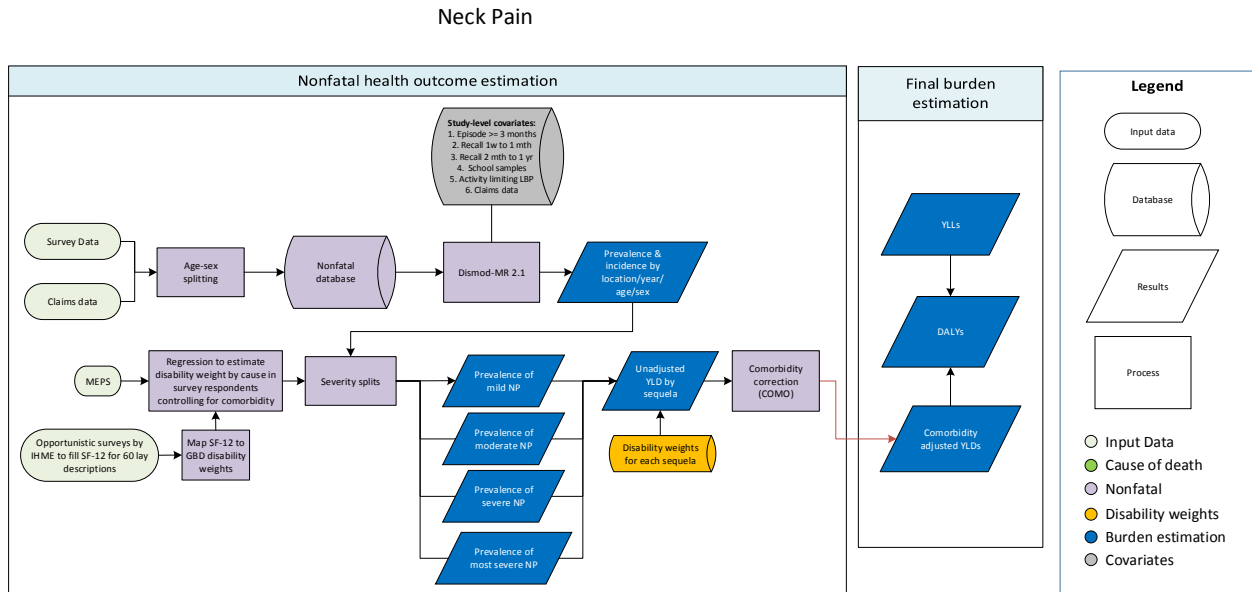 Neck Pain
Nonfatal health outcome estimation
Study-level covariates:
1. Episode >= 3 months
2. Recall 1w to 1 mth
3. Recall 2 mth to 1 yr
4. School samples
5. Activity limiting LBP
6. Claims data
Survey Data
Claims data
Age-sex
splitting
Nonfatal
database
Dismod-MR 2.1
Prevalence &
incidence by
location/year/
age/sex
MEPS
Regression to estimate
disability weight by cause in
survey respondents
controlling for comorbidity
Opportunistic surveys by
IHME to fill SF-12 for 60 lay
descriptions
Map SF-12 to
GBD disability
weights
Severity splits
Prevalence of
mild NP
Prevalence of
moderate NP
Prevalence of
severe NP
Prevalence of
most severe NP
Unadjusted
YLD by
sequela
Disability weights
for each sequela
Comorbidity
correction
(COMO)
Final burden
estimation
YLLs
DALYs
Comorbidity
adjusted YLDs
Legend
Input data
Database
Results
Process
Input Data
Cause of death
Nonfatal
Disability weights
Burden estimation
Covariates